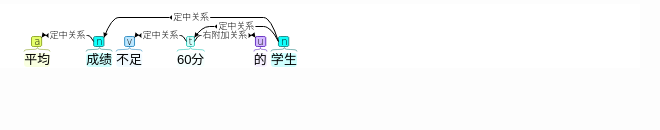 定中关系
定中关系
定中关系 定中关系 右附加关系
a n v t u n
平均 成绩 不足 60分 的 学生